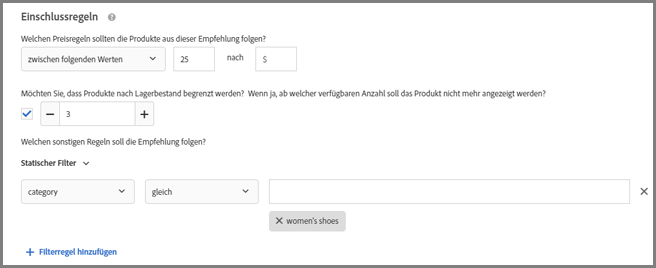 Einschlussregeln
Welchen Preisregeln sollten die Produkte aus dieser Empfehlung folgen?
zwischen folgenden Werten 25 nach $
Möchten Sie, dass Produkte nach Lagerbestand begrenzt werden? Wenn ja, ab welcher verfügbaren Anzahl soll das Produkt nicht mehr angezeigt werden?
3
Welchen sonstigen Regeln soll die Empfehlung folgen?
Statischer Filter
category gleich
women's shoes
Filterregel hinzufügen